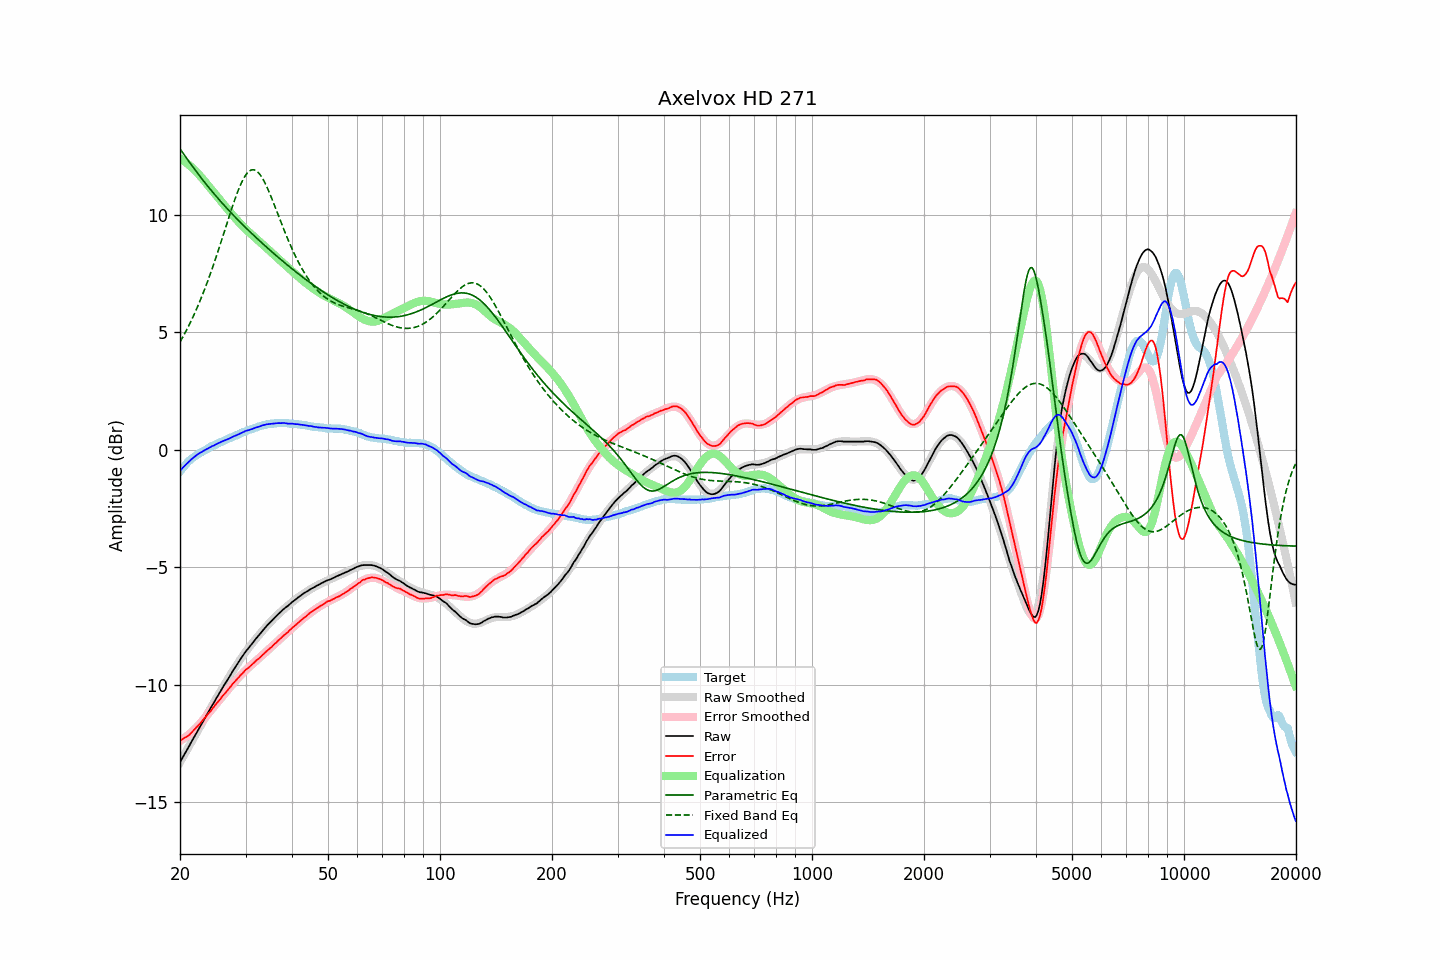 Axelvox HD 271
Amplitude (dBr)
10
5
0
−5
−10
−15
20
50
100
200
500
1000
2000
5000
10000
20000
Frequency (Hz)
Target
Raw Smoothed
Error Smoothed
Raw
Error
Equalization
Parametric Eq
Fixed Band Eq
Equalized